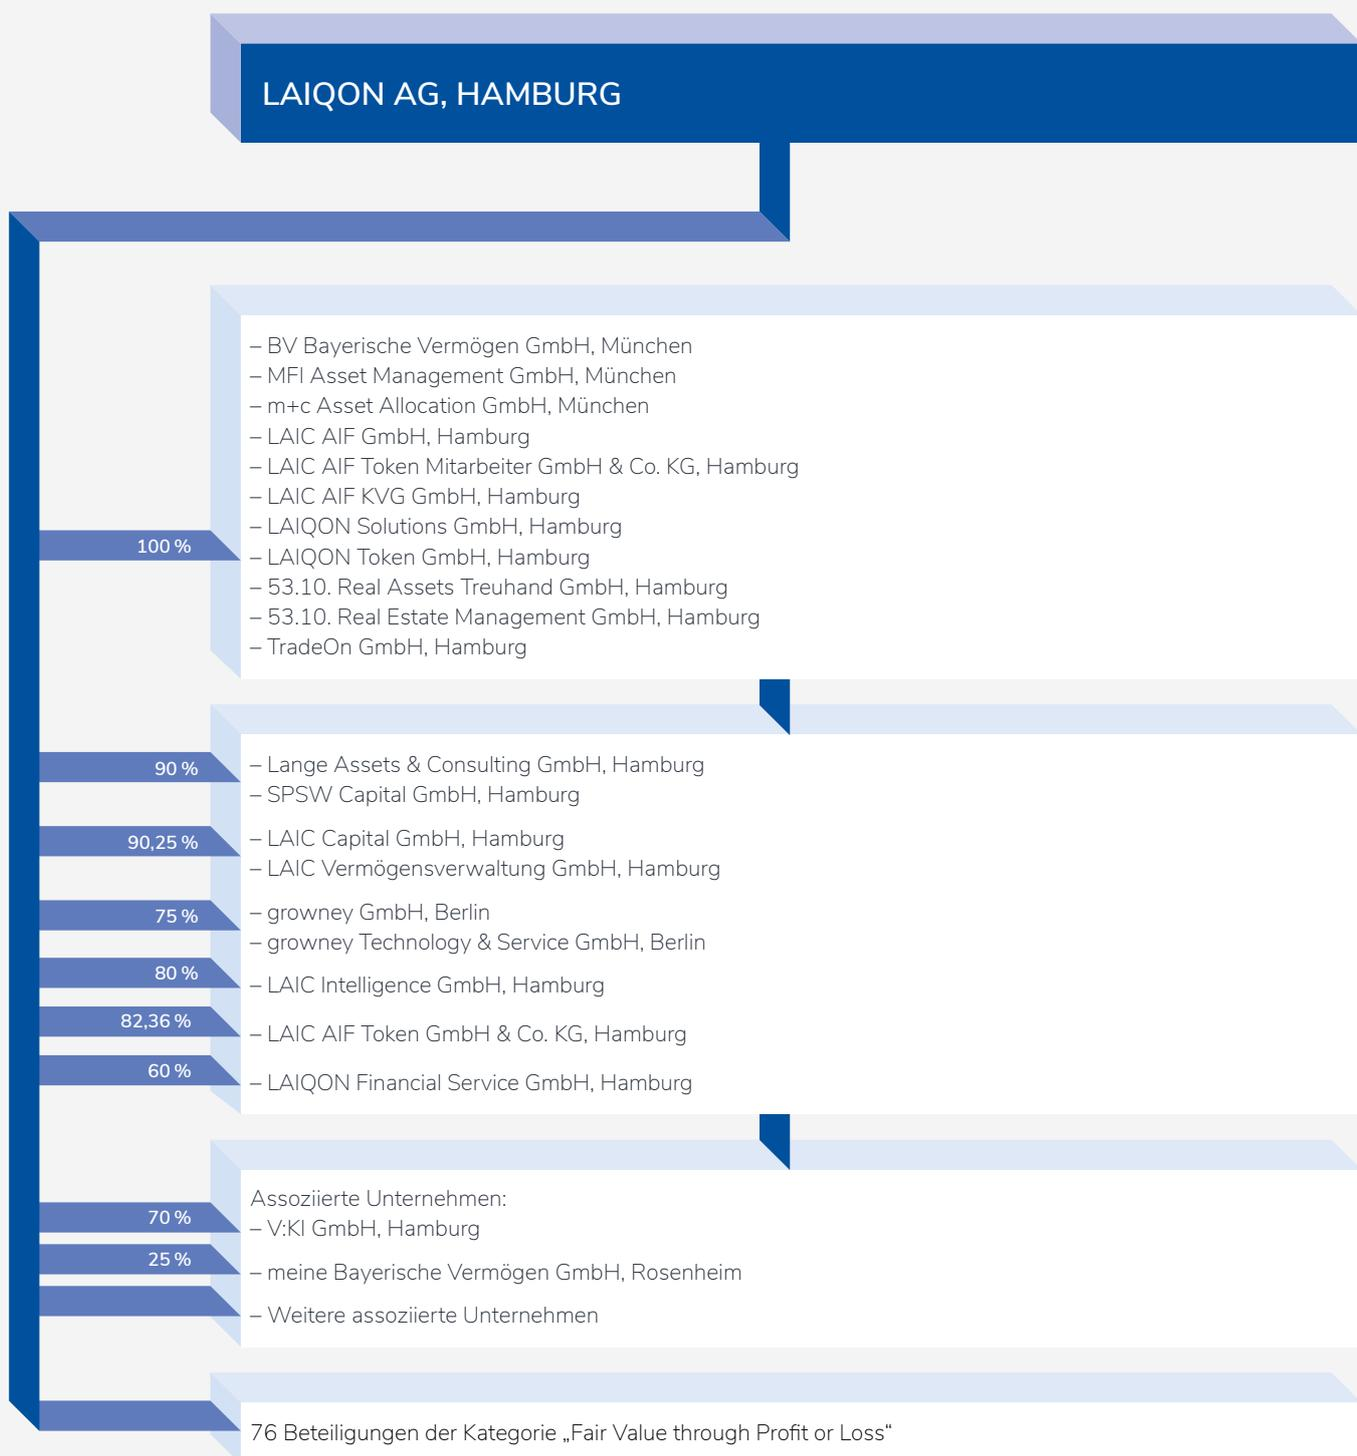 LAIQON AG, HAMBURG
– BV Bayerische Vermögen GmbH, München
– MFI Asset Management GmbH, München
– m+c Asset Allocation GmbH, München
– LAIC AIF GmbH, Hamburg
– LAIC AIF Token Mitarbeiter GmbH & Co. KG, Hamburg
– LAIC AIF KVG GmbH, Hamburg
– LAIQON Solutions GmbH, Hamburg
100 %
– LAIQON Token GmbH, Hamburg
– 53.10. Real Assets Treuhand GmbH, Hamburg
– 53.10. Real Estate Management GmbH, Hamburg
– TradeOn GmbH, Hamburg
90 %
– Lange Assets & Consulting GmbH, Hamburg
– SPSW Capital GmbH, Hamburg
90,25 %
– LAIC Capital GmbH, Hamburg
– LAIC Vermögensverwaltung GmbH, Hamburg
75 %
– growney GmbH, Berlin
– growney Technology & Service GmbH, Berlin
80 %
– LAIC Intelligence GmbH, Hamburg
82,36 %
– LAIC AIF Token GmbH & Co. KG, Hamburg
60 %
– LAIQON Financial Service GmbH, Hamburg
Assoziierte Unternehmen:
70 %
– V:KI GmbH, Hamburg
25 %
– meine Bayerische Vermögen GmbH, Rosenheim
– Weitere assoziierte Unternehmen
76 Beteiligungen der Kategorie „Fair Value through Profit or Loss“